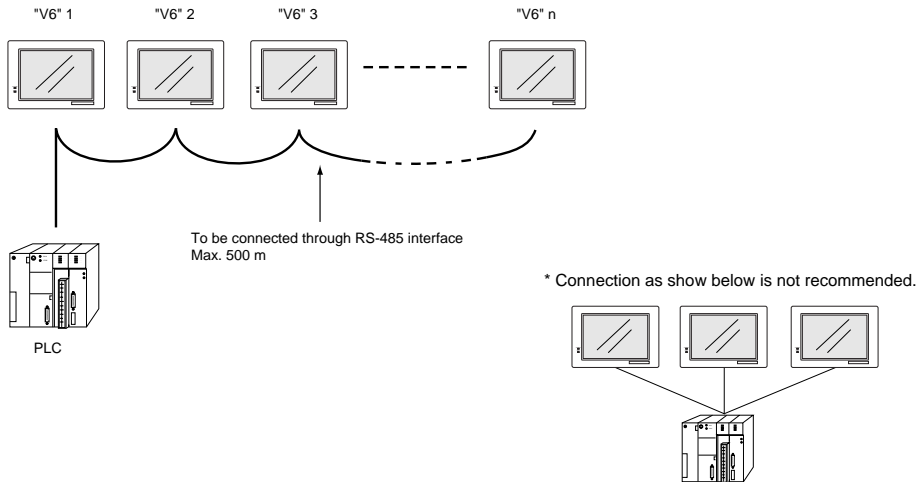 "V6" 1
"V6" 2
"V6" 3
"V6" n
To be connected through RS-485 interface
Max. 500 m
* Connection as show below is not recommended.
PLC